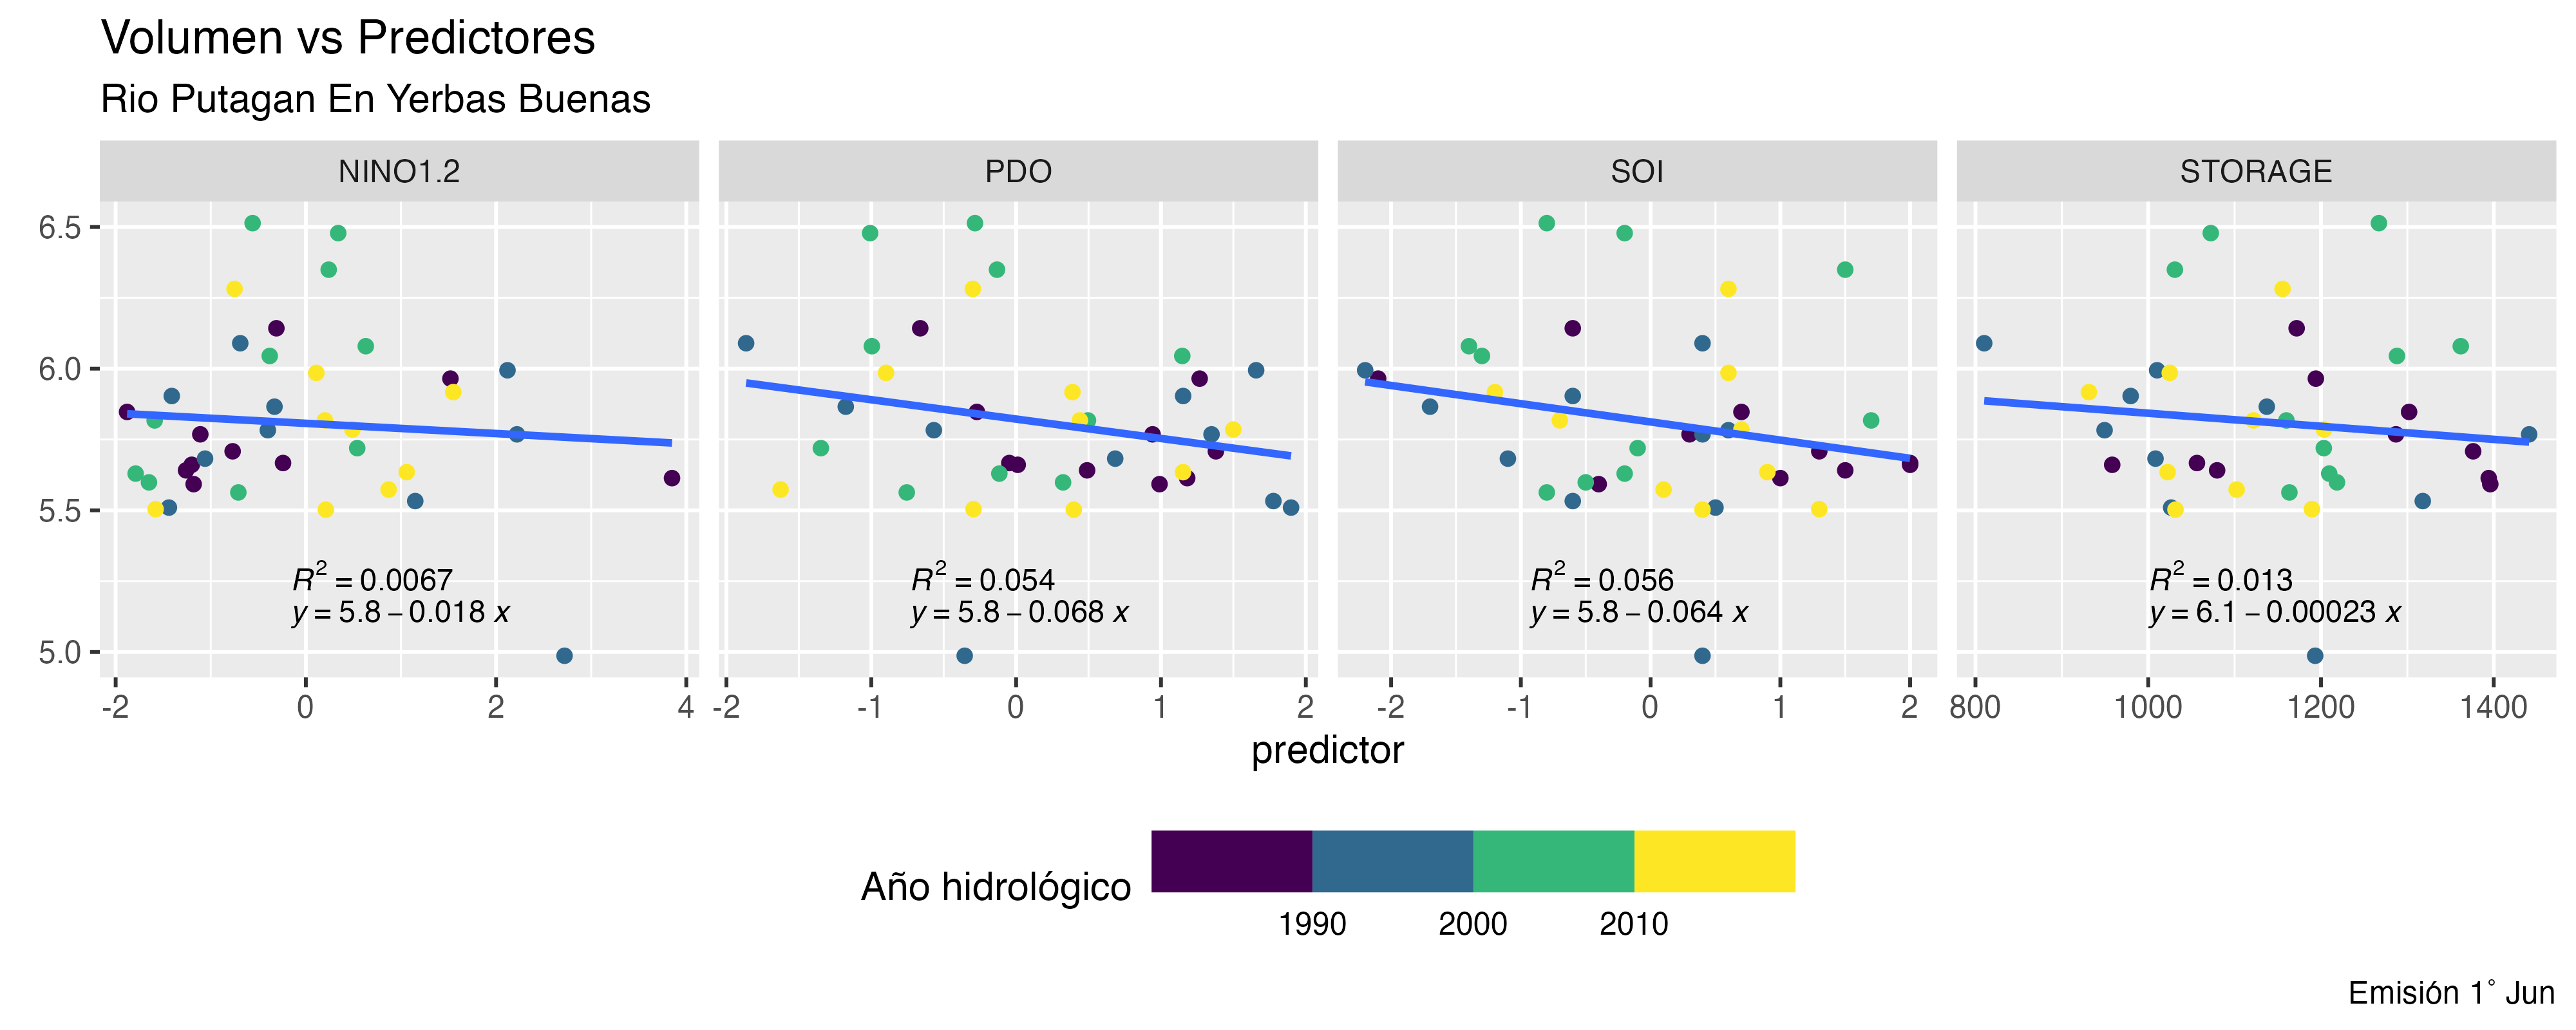 Volumen vs Predictores
Rio Putagan En Yerbas Buenas
NINO1.2 PDO SOI STORAGE
6.5
6.0
5.5
5.0
R² = 0.0067 R² = 0.054 R² = 0.056 R² = 0.013
y = 5.8 – 0.018 x y = 5.8 – 0.068 x y = 5.8 – 0.064 x y = 6.1 – 0.00023 x
-2 0 2 4 -2 -1 0 1 2 -2 -1 0 1 2 800 1000 1200 1400
predictor
Año hidrológico
1990 2000 2010
Emisión 1° Jun